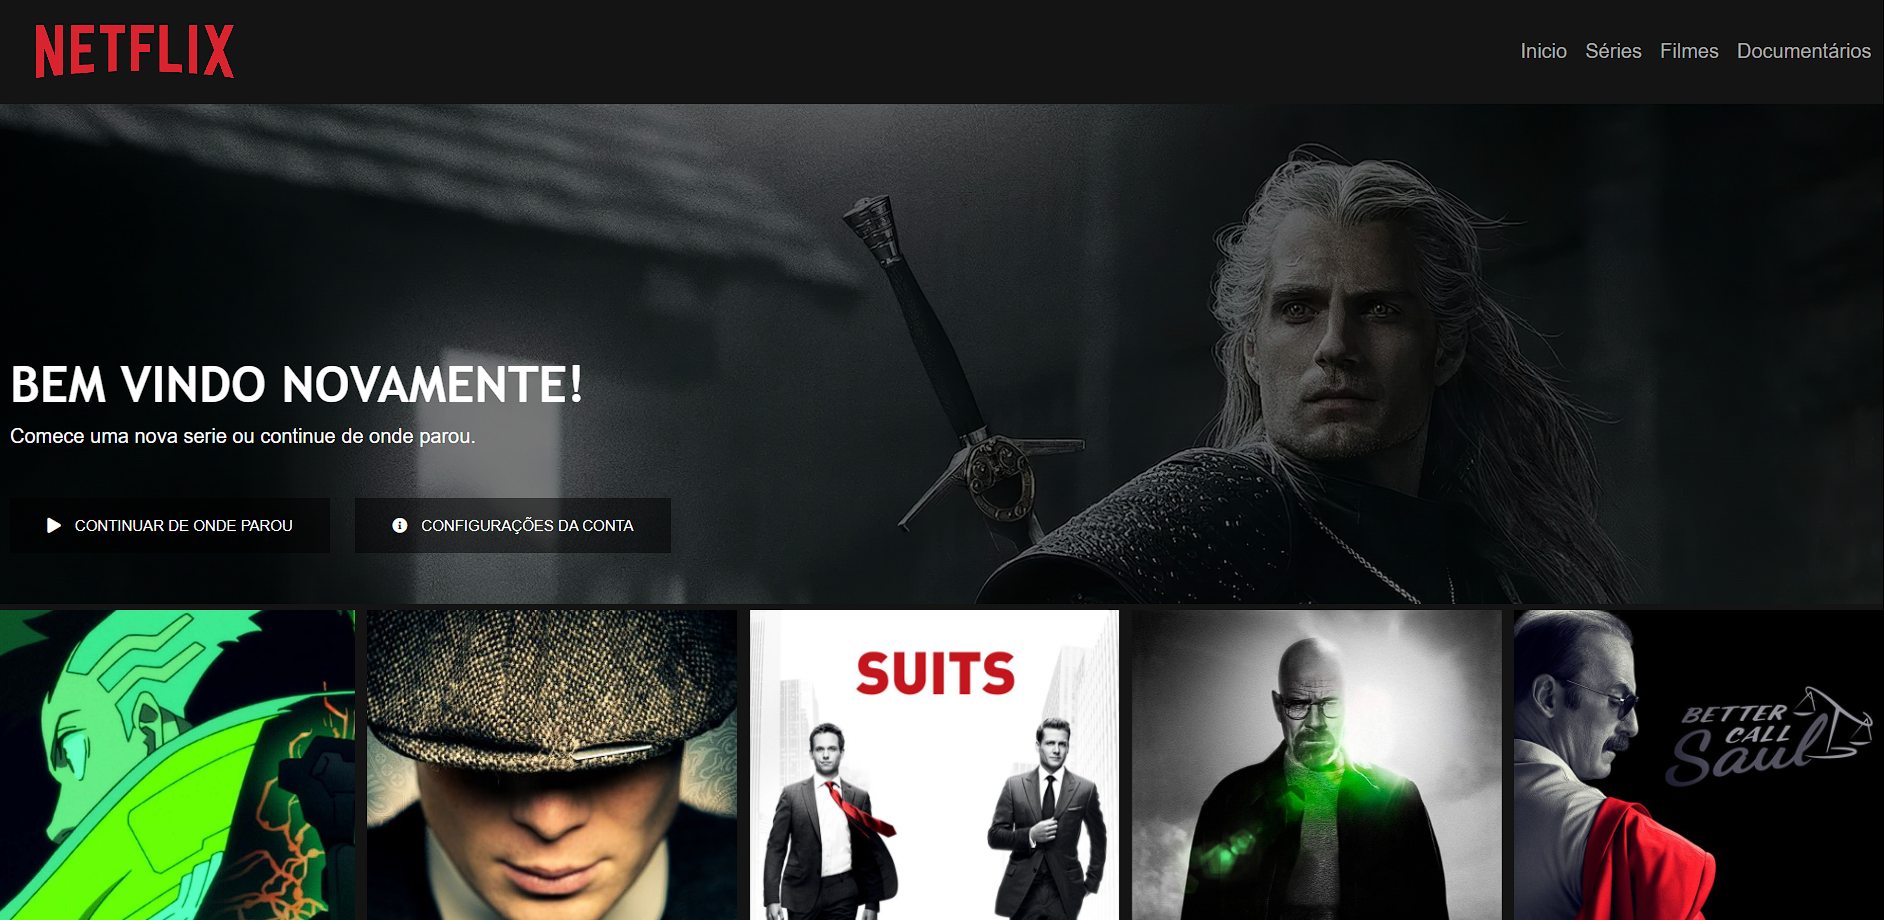 NETFLIX
Inicio Séries Filmes Documentários
BEM VINDO NOVAMENTE!
Comece uma nova serie ou continue de onde parou.
CONTINUAR DE ONDE PAROU
CONFIGURAÇÕES DA CONTA
SUITS
BETTER
CALL
Saul